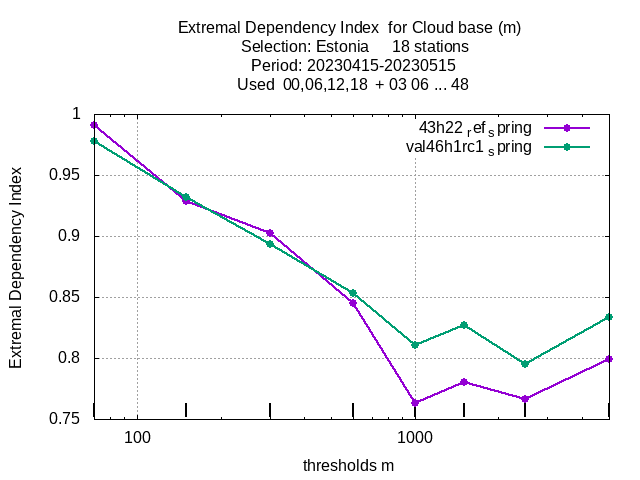 Extremal Dependency Index  for Cloud base (m)
Selection: Estonia     18 stations
Period: 20230415-20230515
Used  00,06,12,18  + 03 06 ... 48
43h22 ref spring
val46h1rc1 spring
1
0.95
0.9
0.85
0.8
0.75
Extremal Dependency Index
100
1000
thresholds m